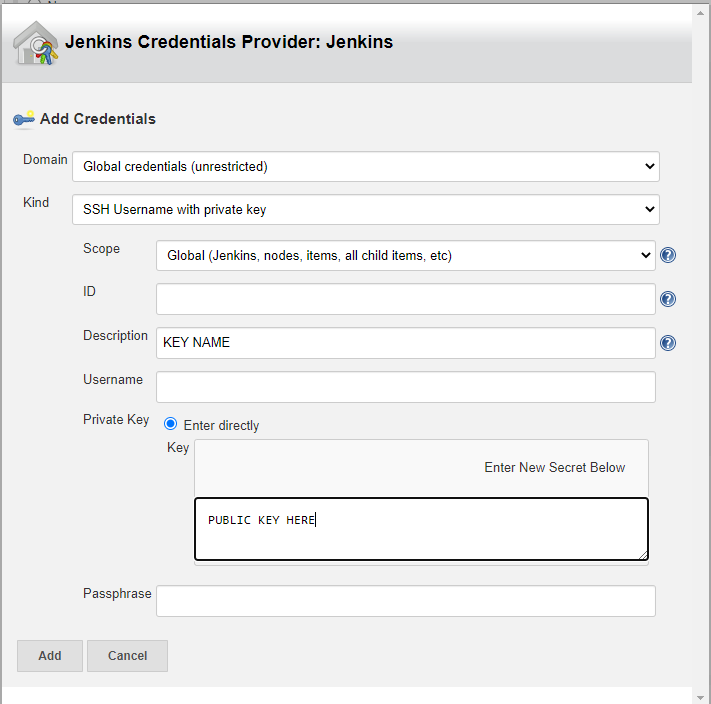 Jenkins Credentials Provider: Jenkins
Add Credentials
Domain Global credentials (unrestricted)
Kind SSH Username with private key
Scope Global (Jenkins, nodes, items, all child items, etc)
ID
Description KEY NAME
Username
Private Key Enter directly
Key
Enter New Secret Below
PUBLIC KEY HERE
Passphrase
Add Cancel